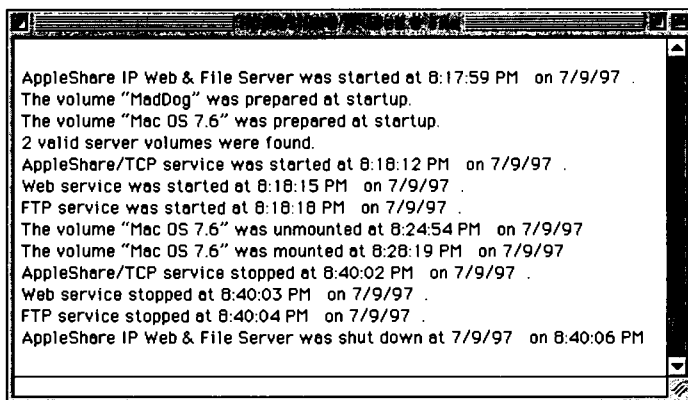 AppleShare IP Web & File Server was started at 8:17:59 PM on 7/9/97 .
The volume "MadDog" was prepared at startup.
The volume "Mac OS 7.6" was prepared at startup.
2 valid server volumes were found.
AppleShare/TCP service was started at 8:18:12 PM on 7/9/97 .
Web service was started at 8:18:15 PM on 7/9/97 .
FTP service was started at 8:18:18 PM on 7/9/97 .
The volume "Mac OS 7.6" was unmounted at 8:24:54 PM on 7/9/97
The volume "Mac OS 7.6" was mounted at 8:28:19 PM on 7/9/97
AppleShare/TCP service stopped at 8:40:02 PM on 7/9/97 .
Web service stopped at 8:40:03 PM on 7/9/97 .
FTP service stopped at 8:40:04 PM on 7/9/97 .
AppleShare IP Web & File Server was shut down at 7/9/97 on 8:40:06 PM